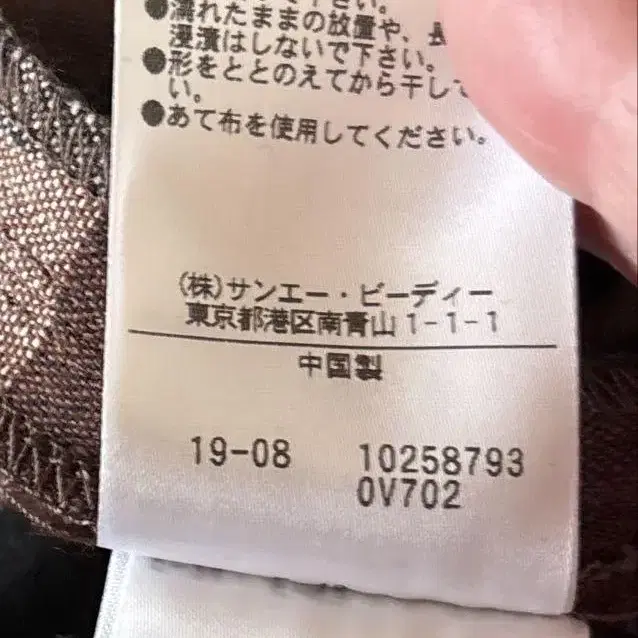 ●濡れたままの放置や、長
浸漬はしないで下さい。
●形をととのえてから干して
い。
●あて布を使用してください。
(株)サンエー・ビーディー
東京都港区南青山1-1-1
中国製
19-08 10258793
0V702